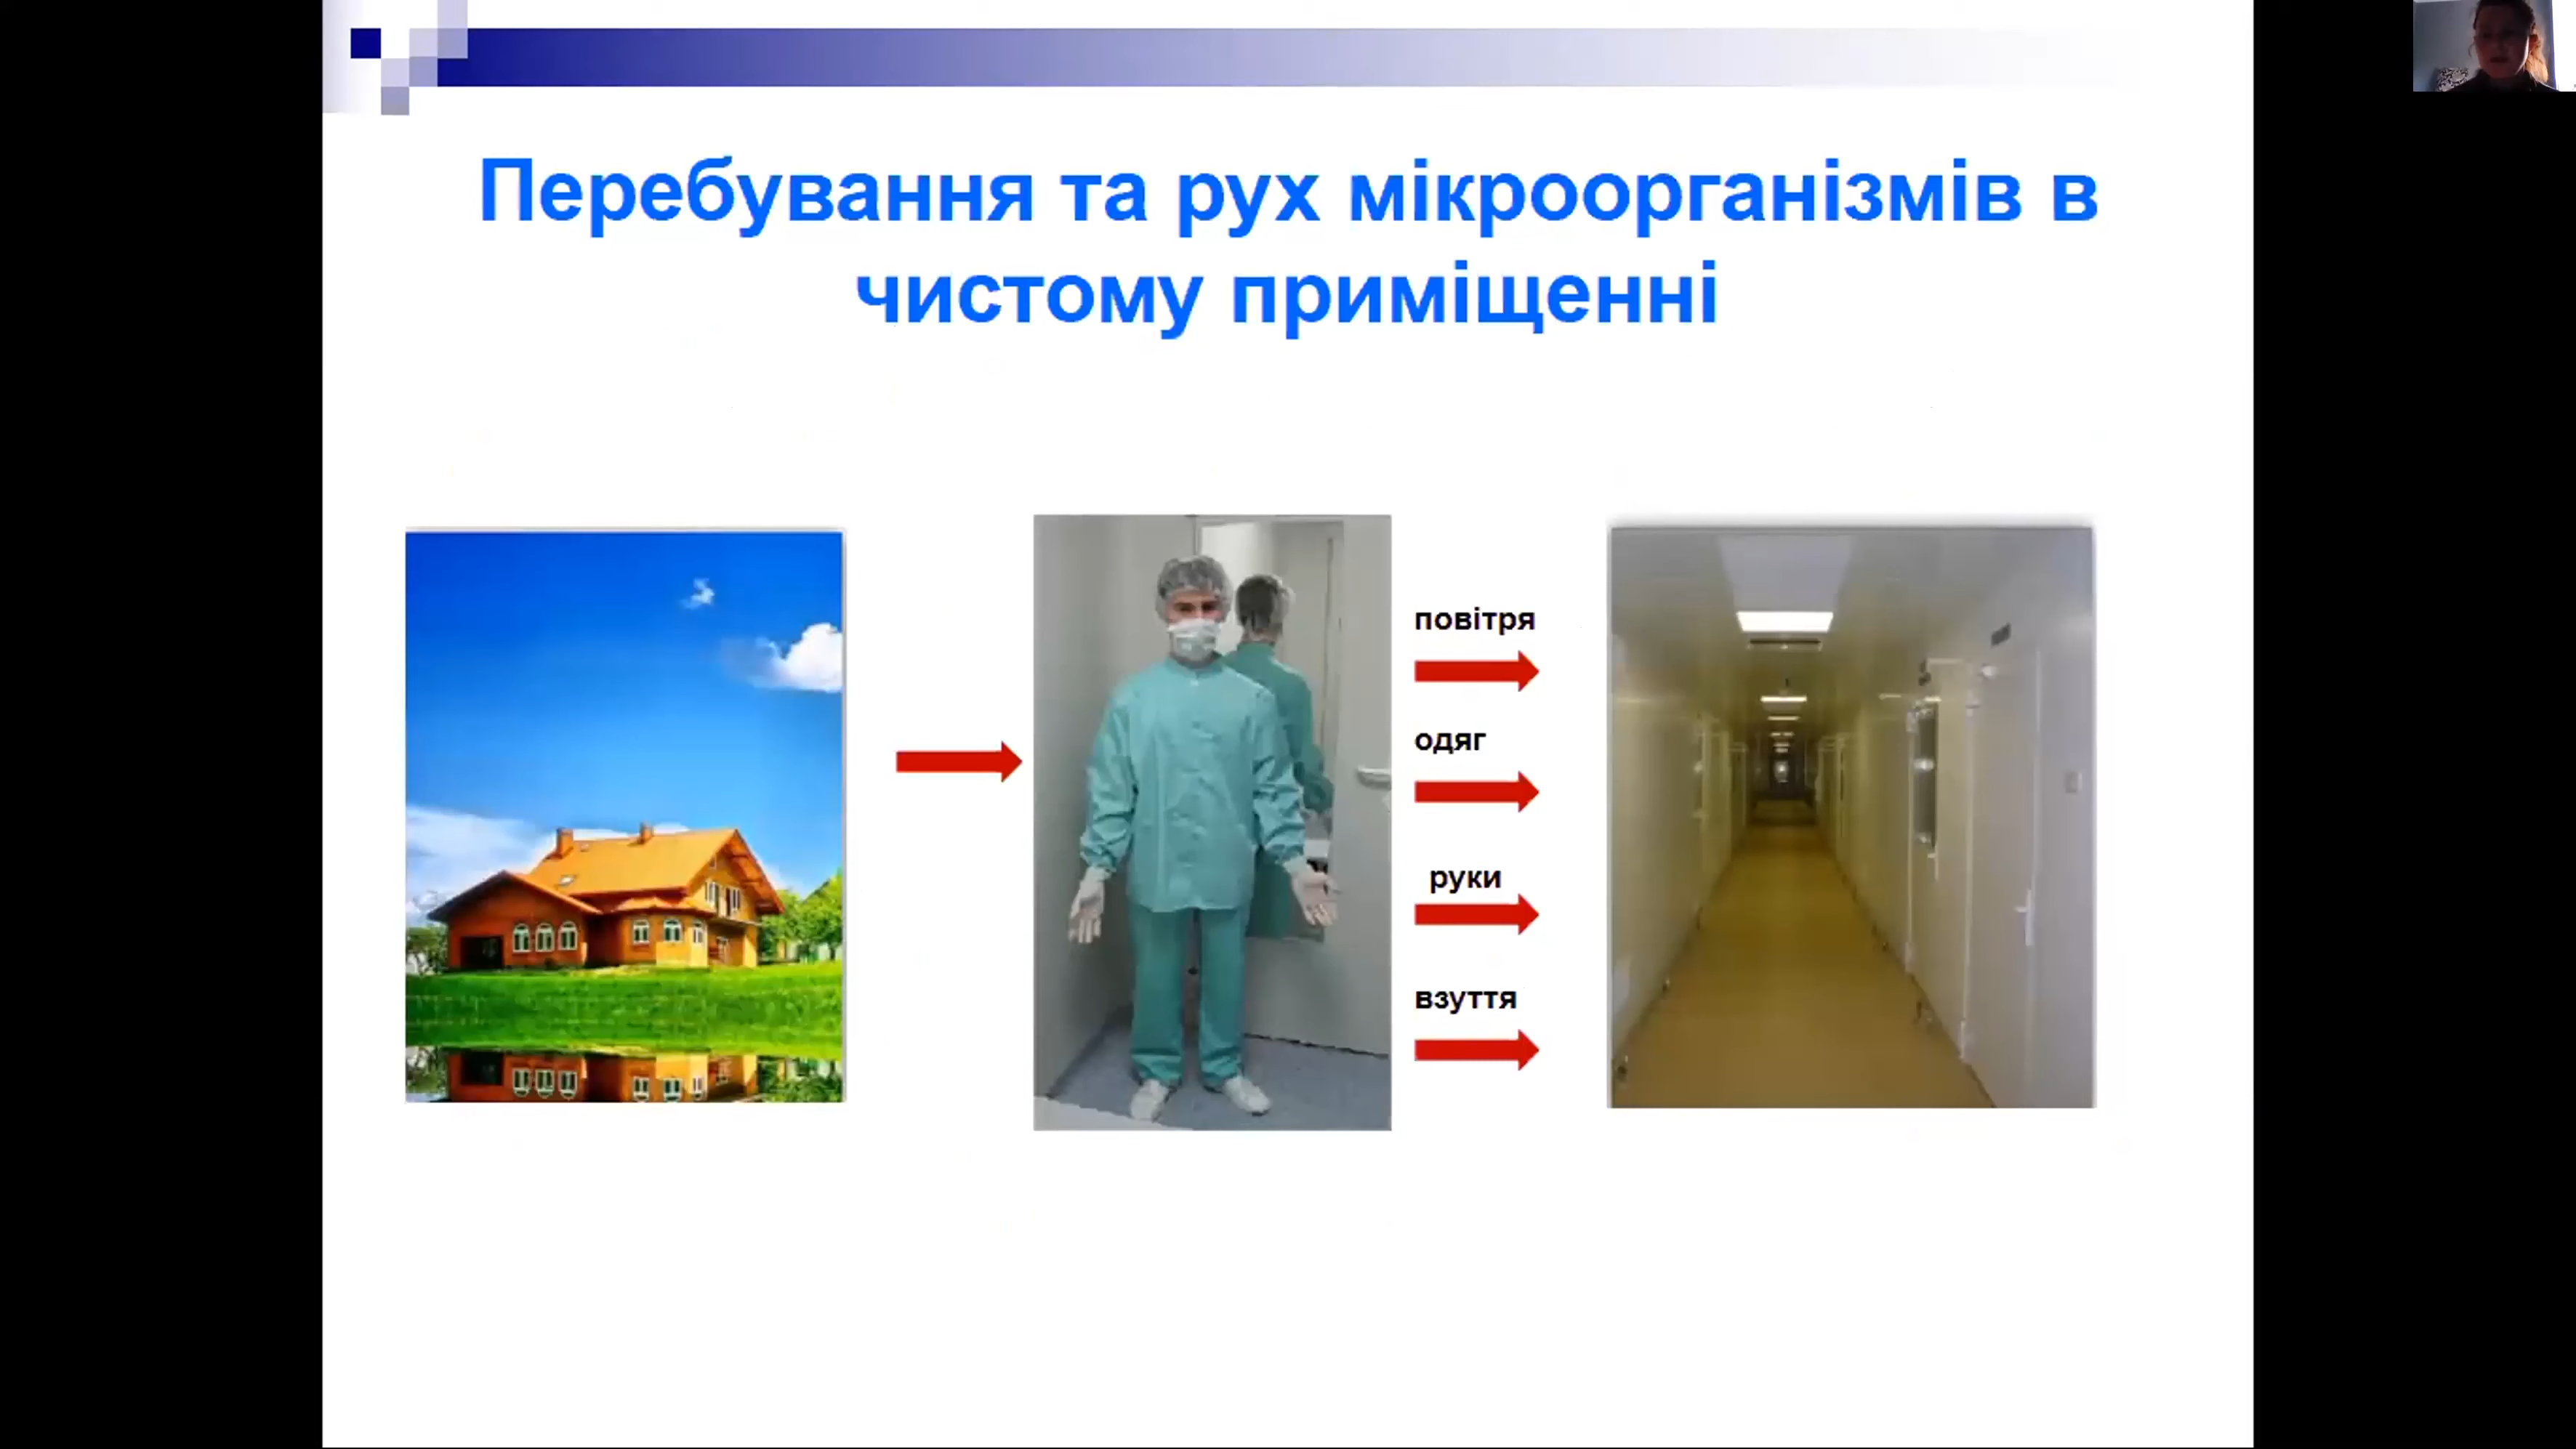 Перебування та рух мікроорганізмів в
чистому приміщенні
повітря
одяг
руки
взуття